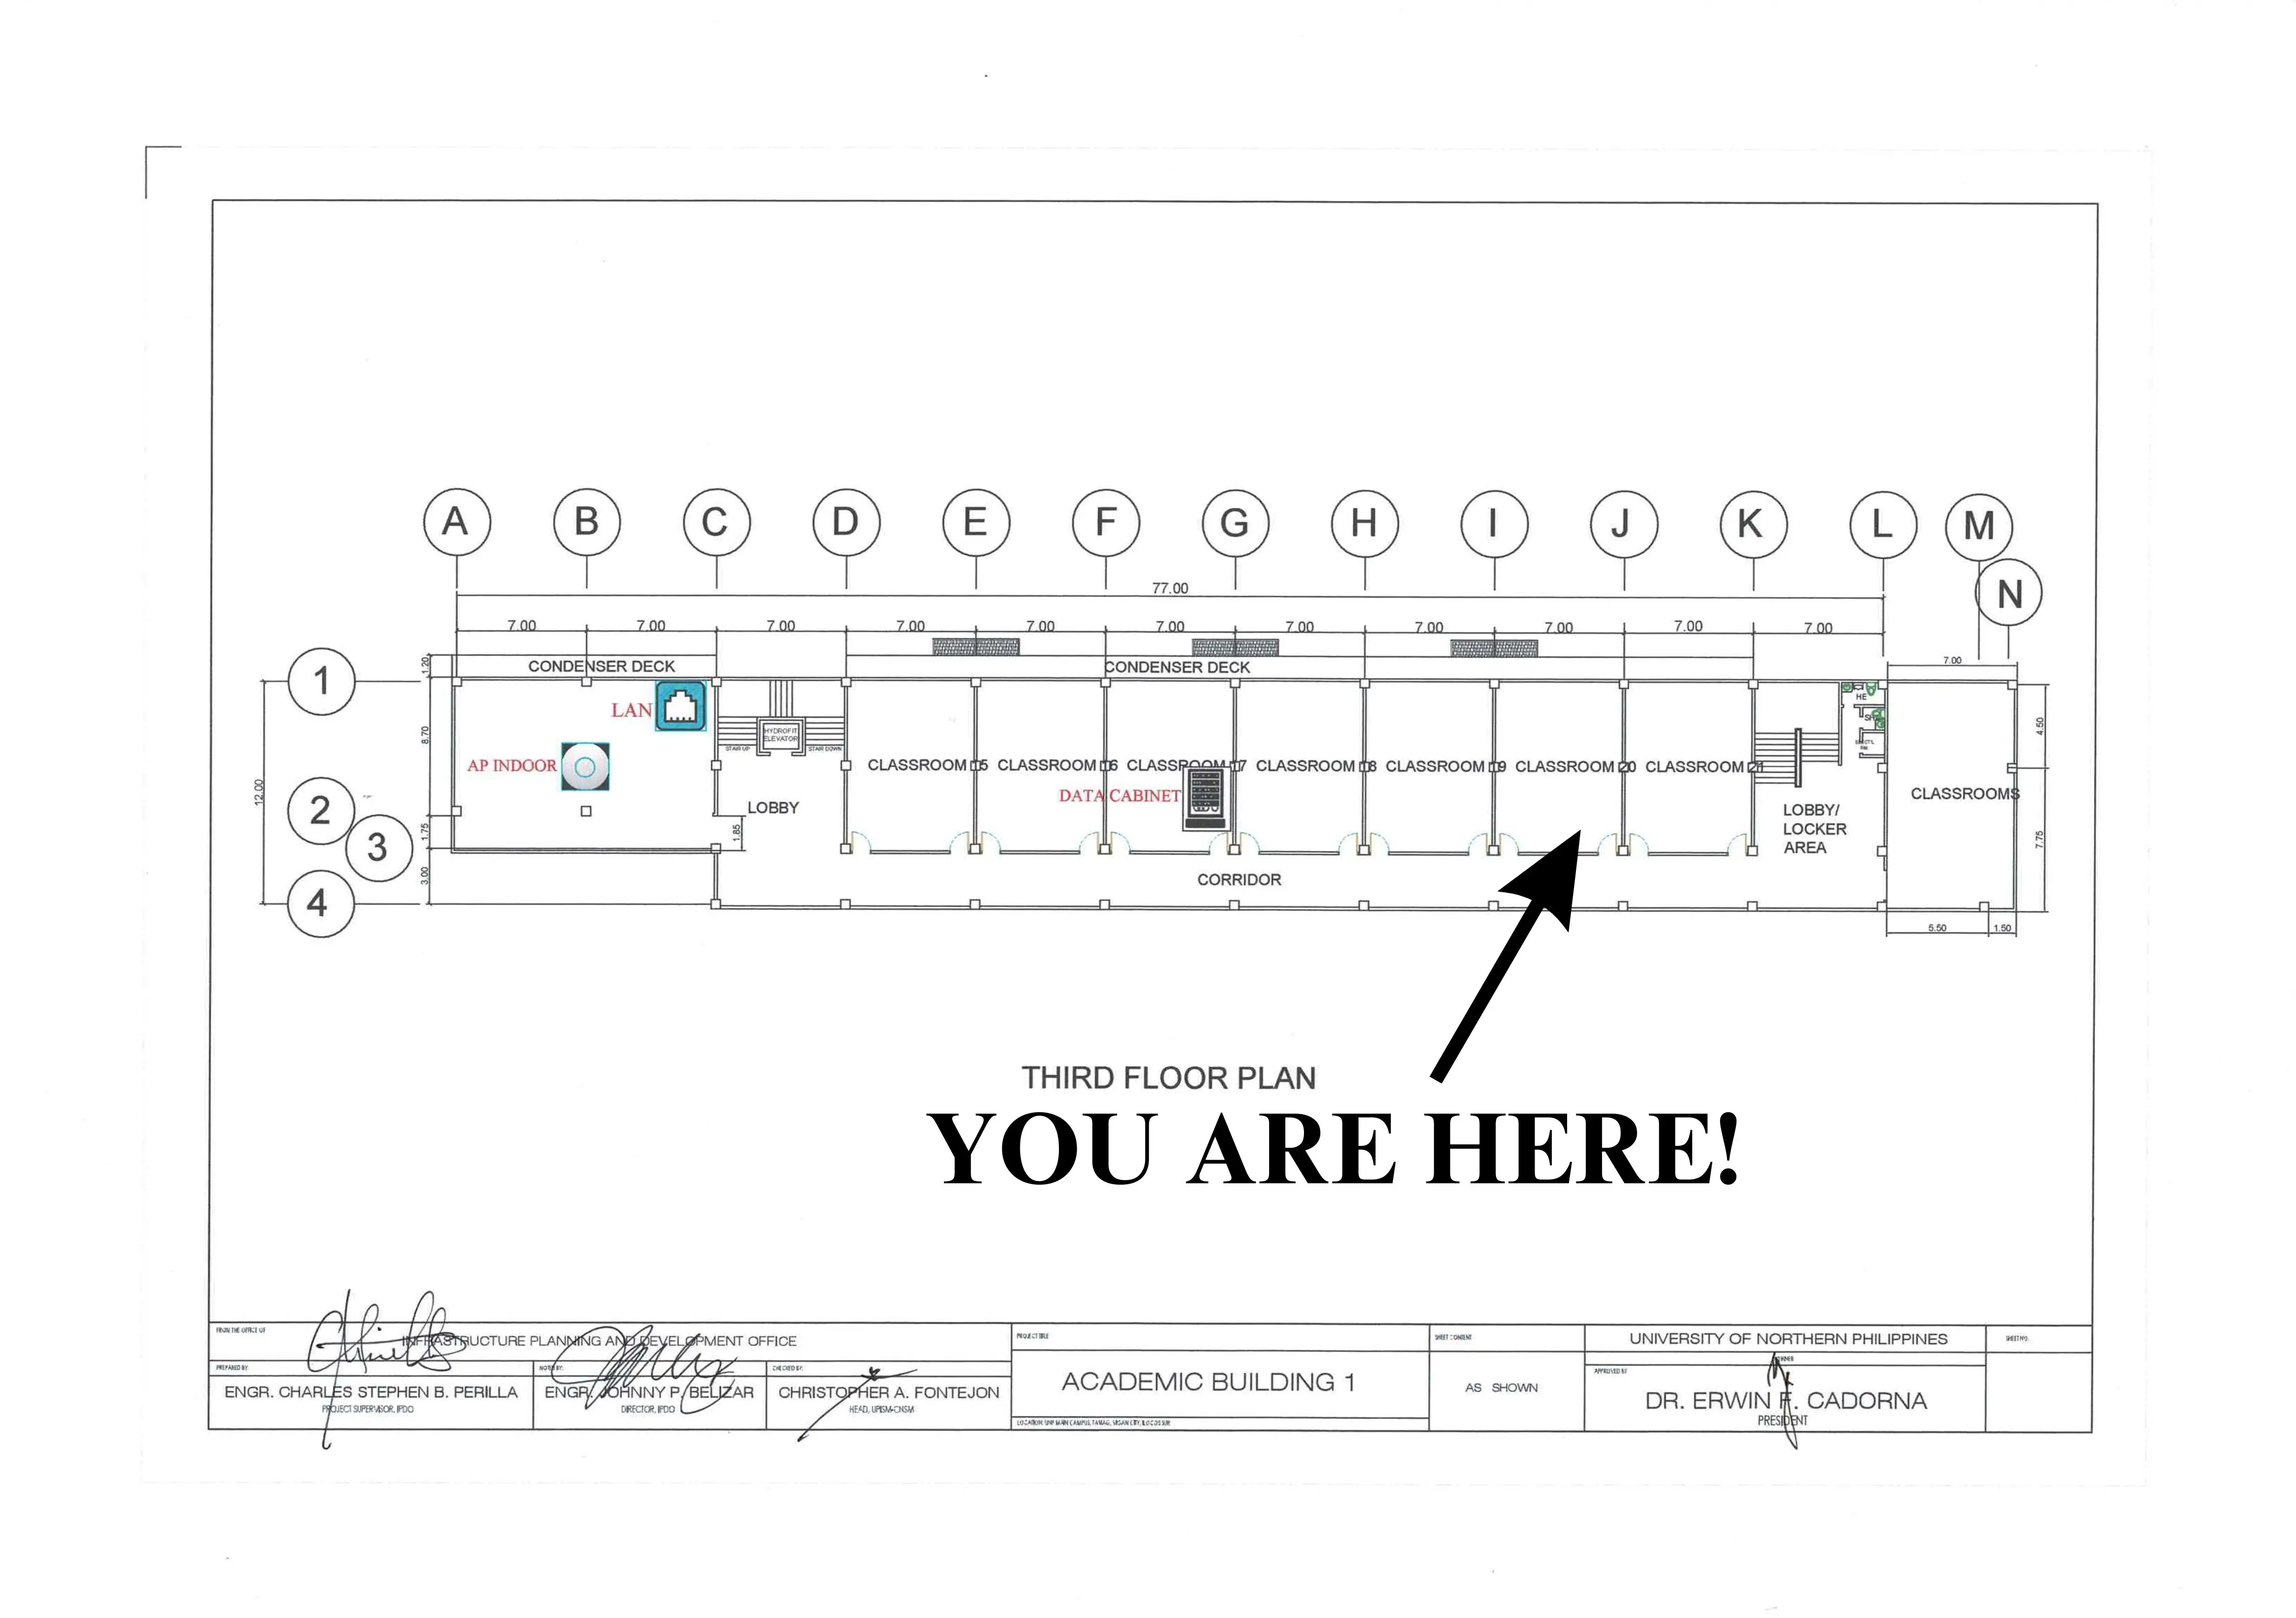 A B C D E F G H I J K L M
N
77.00
7.00 7.00 7.00 7.00 7.00 7.00 7.00 7.00 7.00 7.00 7.00
7.00
1.20
CONDENSER DECK
CONDENSER DECK
1
2
3
4
12.00
8.70
1.75
3.00
LAN
AP INDOOR
HYDROFIT
ELEVATOR
STAIR UP
STAIR DOWN
LOBBY
1.85
CLASSROOM 15 CLASSROOM 16 CLASSROOM 17 CLASSROOM 18 CLASSROOM 19 CLASSROOM 20 CLASSROOM 21
DATA CABINET
HE
LOBBY/
LOCKER
AREA
CLASSROOMS
4.50
7.75
CORRIDOR
5.50 1.50
THIRD FLOOR PLAN
YOU ARE HERE!
FROM THE OFFICE OF
INFRASTRUCTURE PLANNING AND DEVELOPMENT OFFICE
PREPARED BY:
ENGR. CHARLES STEPHEN B. PERILLA
PROJECT SUPERVISOR, IPDO
NOTED BY:
ENGR. JOHNNY P. BELIZAR
DIRECTOR, IPDO
CHECKED BY:
CHRISTOPHER A. FONTEJON
HEAD, UPISM-CNSM
PROJECT TITLE
ACADEMIC BUILDING 1
LOCATION: UNP MAIN CAMPUS, TAMAG, VIGAN CITY, ILOCOS SUR
SHEET CONTENT
AS SHOWN
UNIVERSITY OF NORTHERN PHILIPPINES
OWNER
APPROVED BY
DR. ERWIN F. CADORNA
PRESIDENT
SHEET NO.